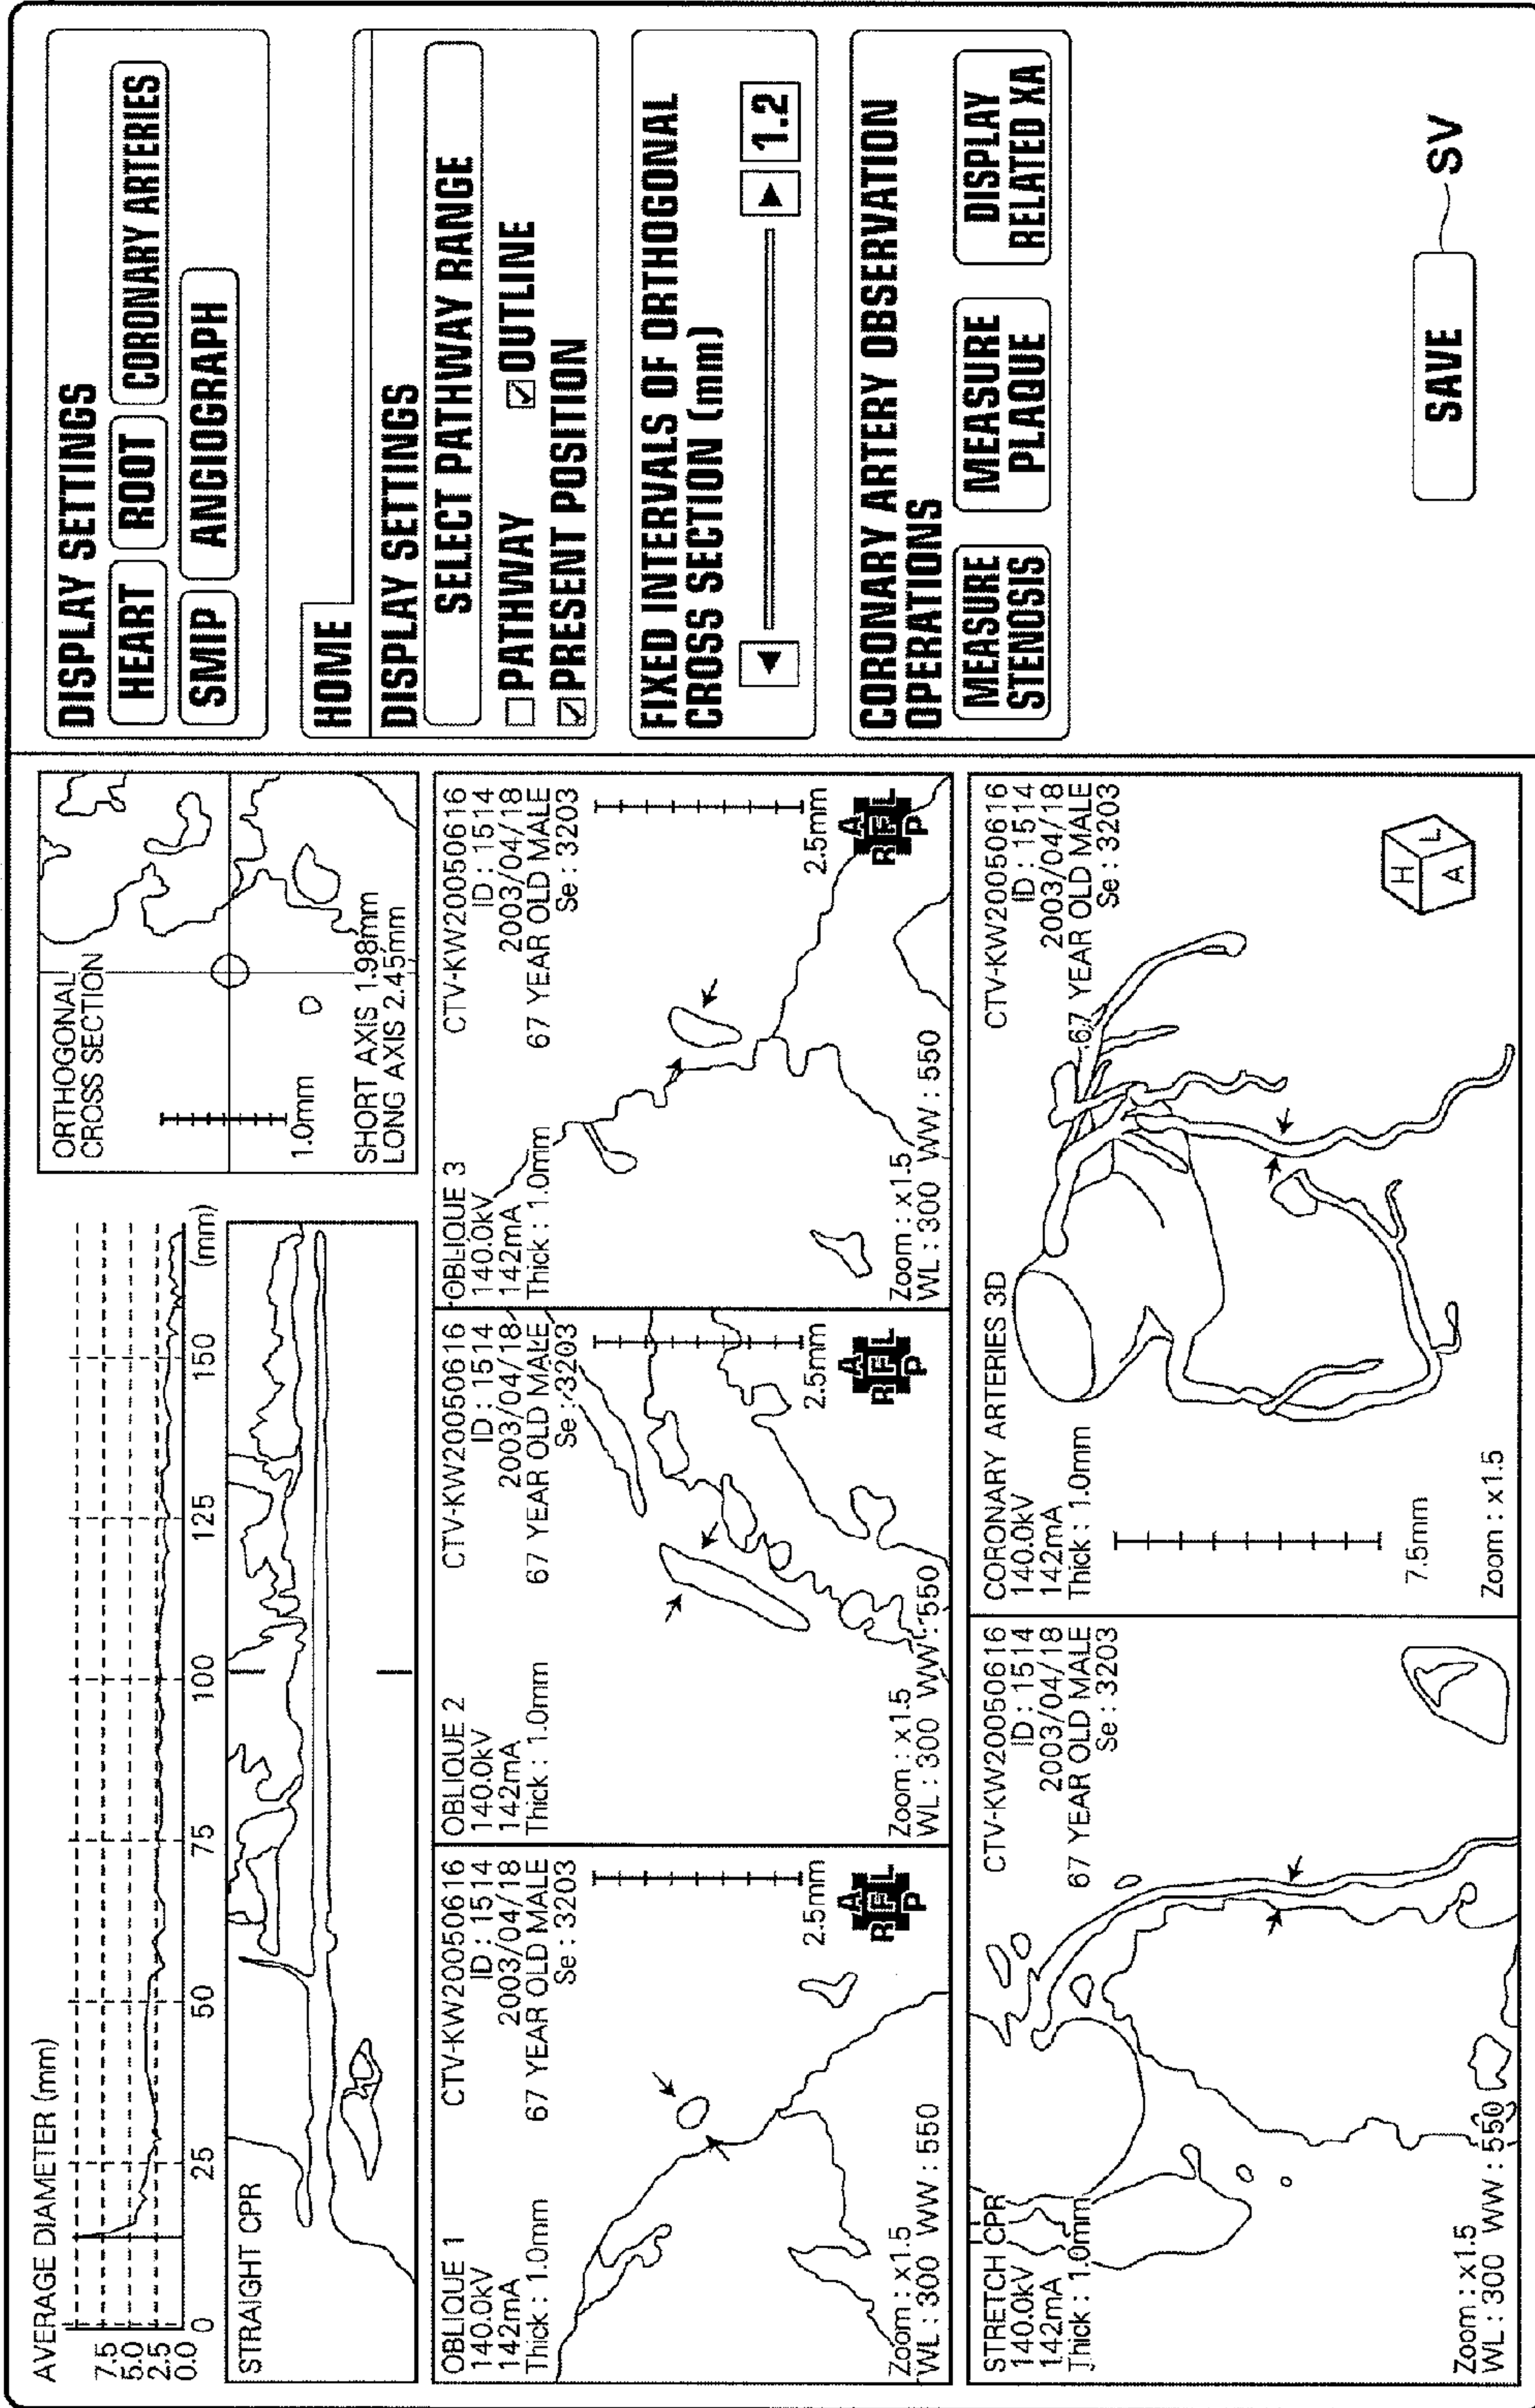 AVERAGE DIAMETER (mm)
7.5
5.0
2.5
0.0
0 25 50 75 100 125 150 (mm)
STRAIGHT CPR
ORTHOGONAL
CROSS SECTION
1.0mm
SHORT AXIS 1.98mm
LONG AXIS 2.45mm
OBLIQUE 1
140.0kV
142mA
Thick : 1.0mm
CTV-KW20050616
ID : 1514
2003/04/18
67 YEAR OLD MALE
Se : 3203
2.5mm
A
R F L
P
Zoom : x1.5
WL : 300 WW : 550
OBLIQUE 2
140.0kV
142mA
Thick : 1.0mm
CTV-KW20050616
ID : 1514
2003/04/18
67 YEAR OLD MALE
Se : 3203
2.5mm
A
R F L
P
Zoom : x1.5
WL : 300 WW : 550
OBLIQUE 3
140.0kV
142mA
Thick : 1.0mm
CTV-KW20050616
ID : 1514
2003/04/18
67 YEAR OLD MALE
Se : 3203
2.5mm
A
R F L
P
Zoom : x1.5
WL : 300 WW : 550
STRETCH CPR
140.0kV
142mA
Thick : 1.0mm
CTV-KW20050616
ID : 1514
2003/04/18
67 YEAR OLD MALE
Se : 3203
Zoom : x1.5
WL : 300 WW : 550
CORONARY ARTERIES 3D
140.0kV
142mA
Thick : 1.0mm
CTV-KW20050616
ID : 1514
2003/04/18
67 YEAR OLD MALE
Se : 3203
7.5mm
Zoom : x1.5
H
A L
DISPLAY SETTINGS
HEART ROOT CORONARY ARTERIES
SMIP ANGIOGRAPH
HOME
DISPLAY SETTINGS
SELECT PATHWAY RANGE
PATHWAY OUTLINE
PRESENT POSITION
FIXED INTERVALS OF ORTHOGONAL
CROSS SECTION (mm)
1.2
CORONARY ARTERY OBSERVATION
OPERATIONS
MEASURE
STENOSIS
MEASURE
PLAQUE
DISPLAY
RELATED XA
SAVE SV